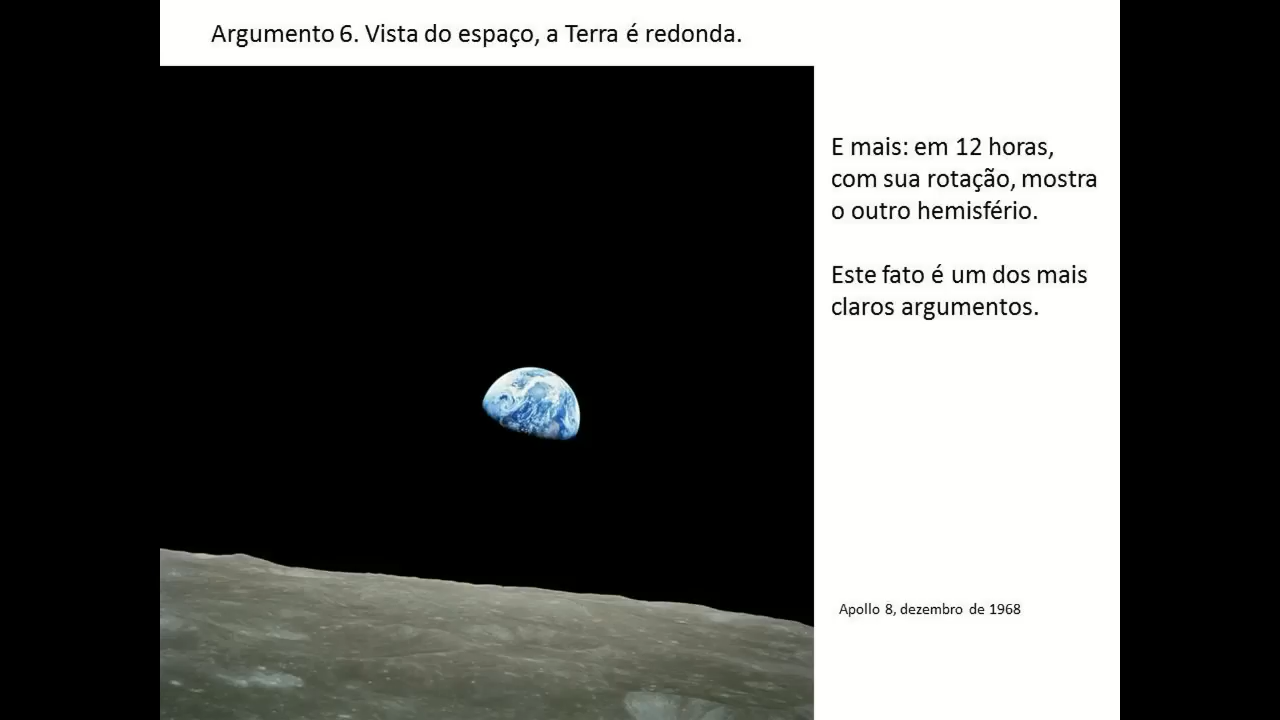 Argumento 6. Vista do espaço, a Terra é redonda.
E mais: em 12 horas,
com sua rotação, mostra
o outro hemisfério.
Este fato é um dos mais
claros argumentos.
Apollo 8, dezembro de 1968